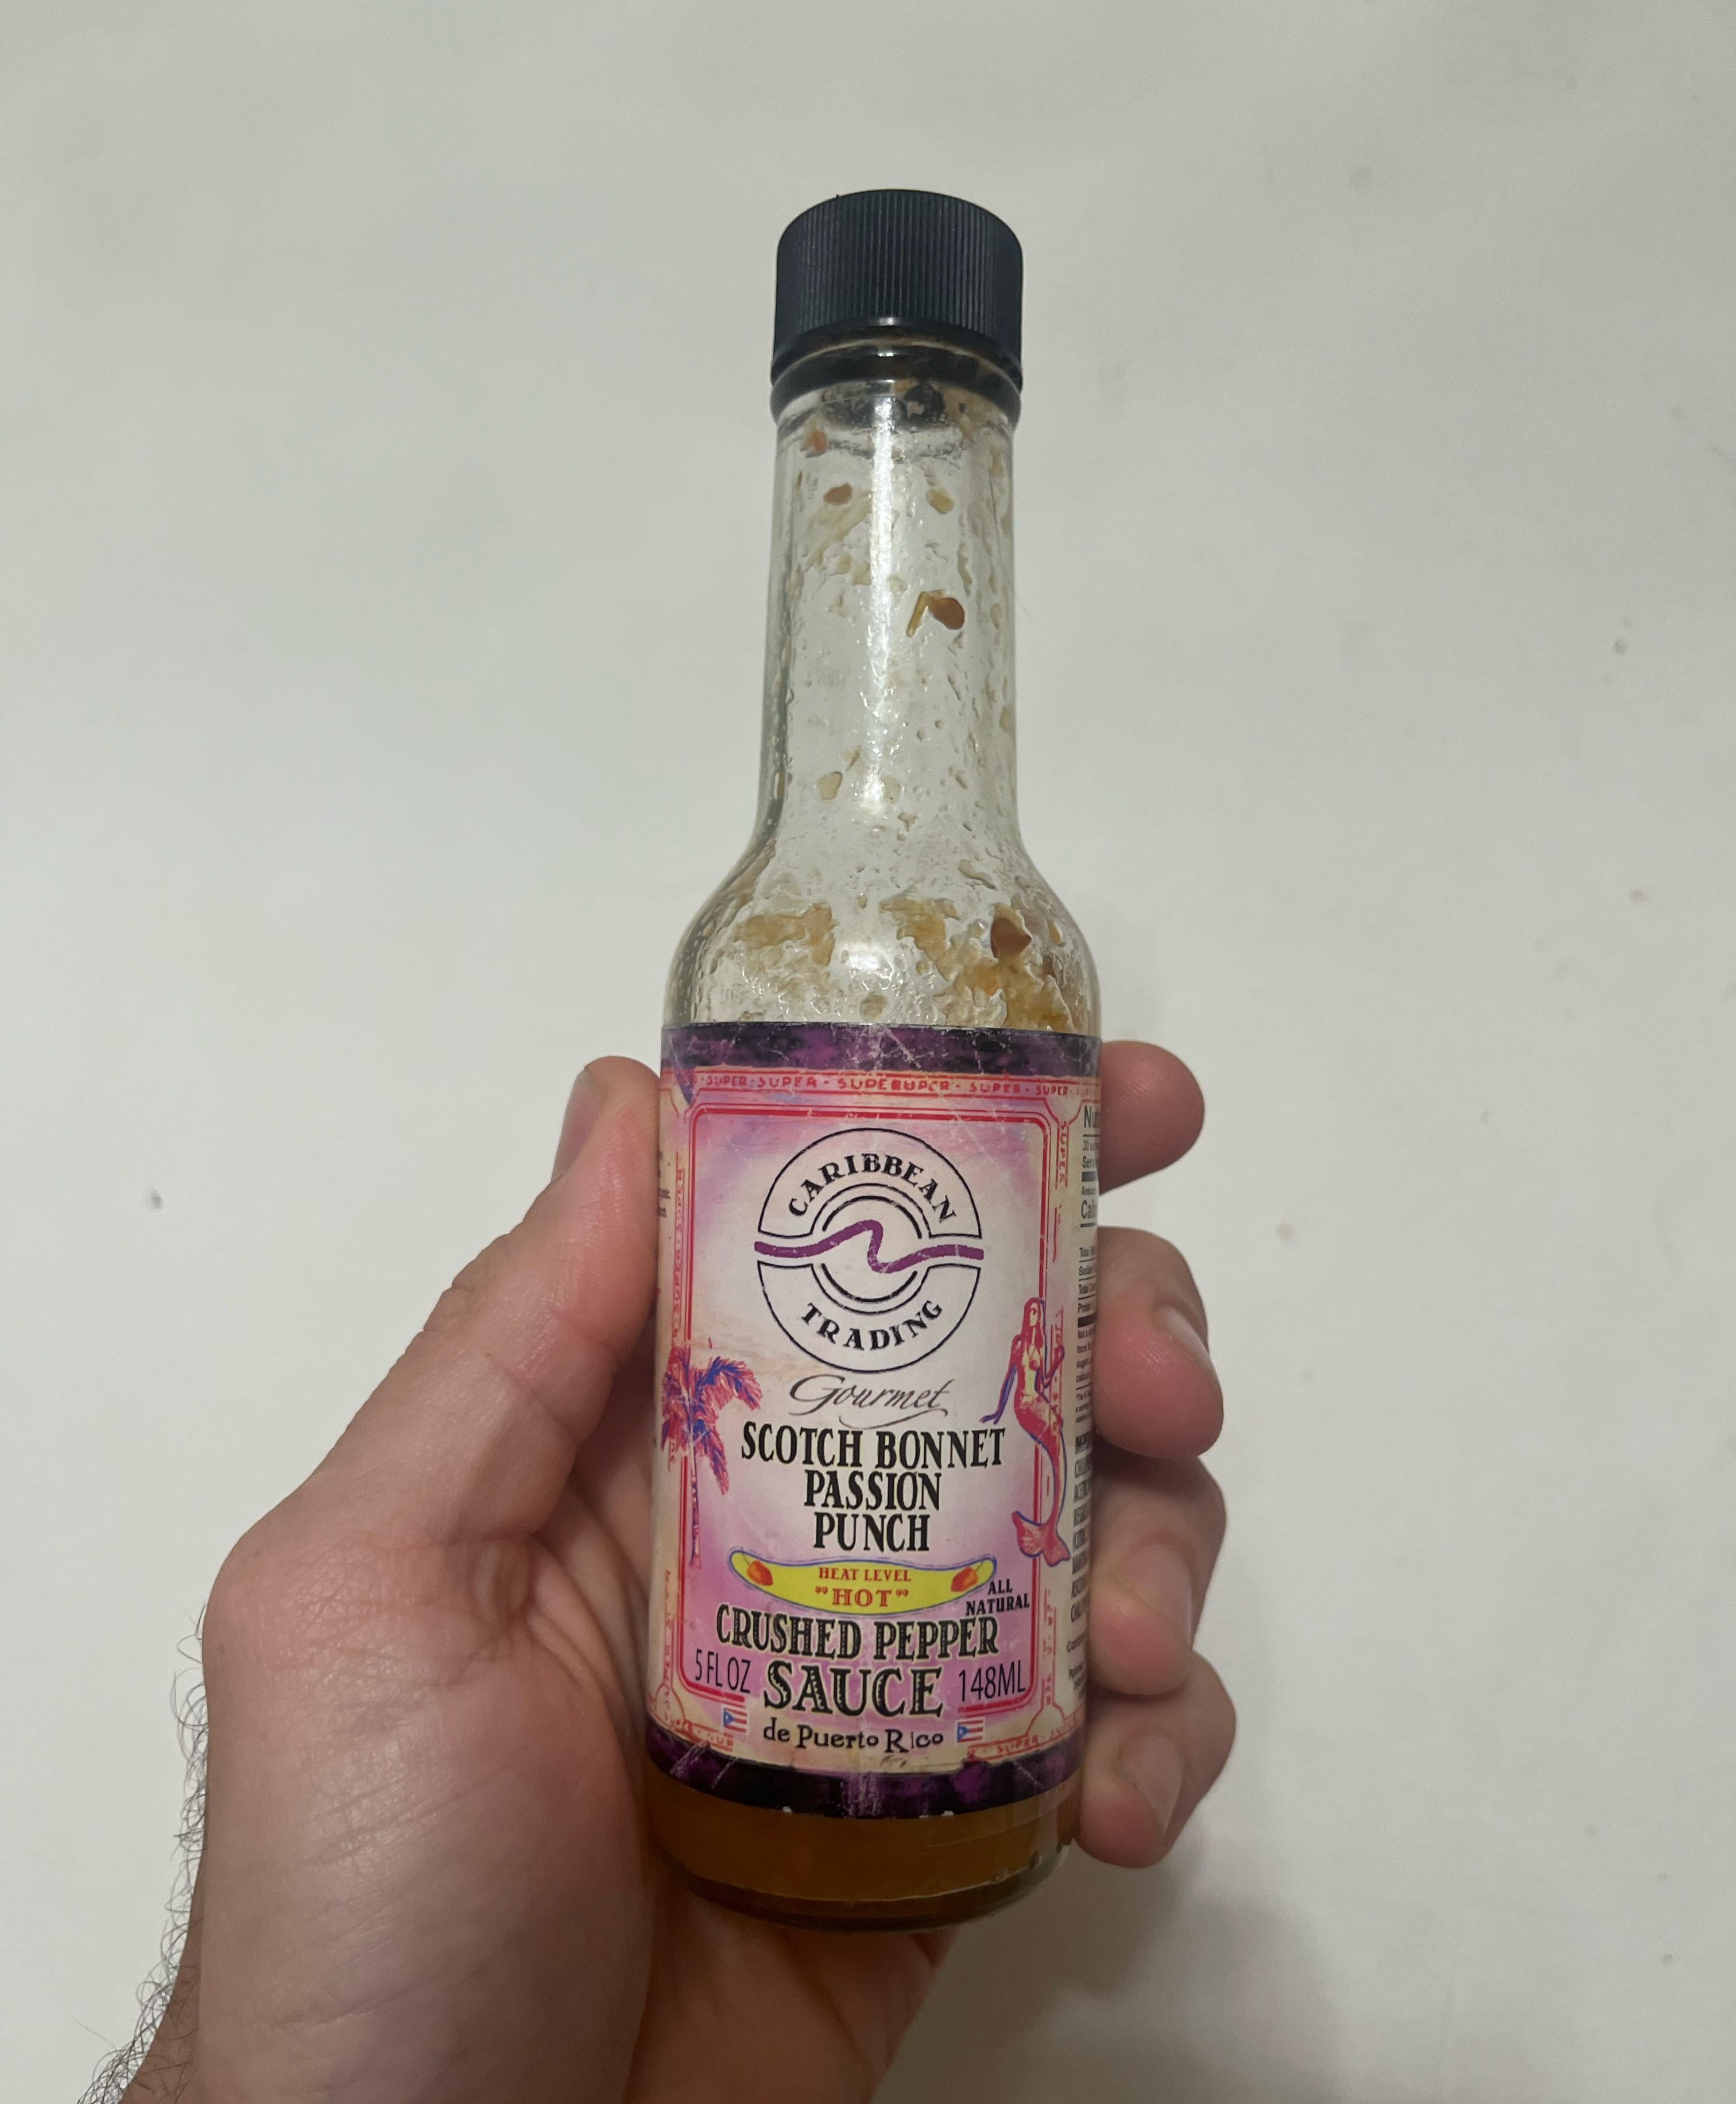 SUPER · SUPER · SUPERUPER · SUPER · SUPER
SUPER
CARIBBEAN
TRADING
Gourmet
SCOTCH BONNET
PASSION
PUNCH
HEAT LEVEL
"HOT"
ALL
NATURAL
CRUSHED PEPPER
5 FL OZ SAUCE 148ML
de Puerto Rico